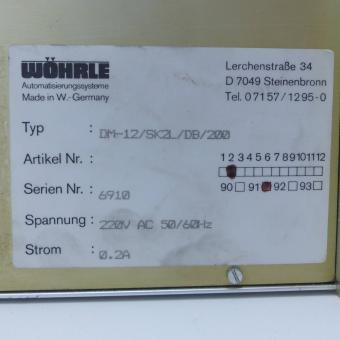 WÖHRLE
Automatisierungssysteme
Made in W.-Germany
Lerchenstraße 34
D 7049 Steinenbronn
Tel. 07157/1295-0
Typ : DM-12/SK2L/DB/200
Artikel Nr. :
1 2 3 4 5 6 7 8 9 10 11 12
Serien Nr. : 6910
90 91 92 93
Spannung : 220V AC 50/60Hz
Strom : 0.2A